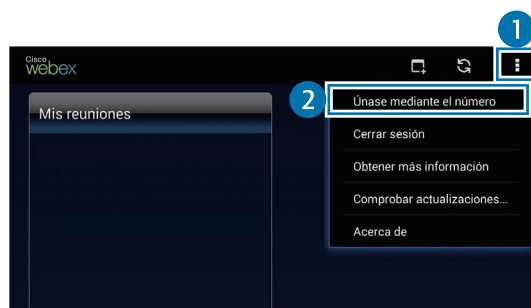 1
Cisco
webex
2
Únase mediante el número
Mis reuniones
Cerrar sesión
Obtener más información
Comprobar actualizaciones...
Acerca de